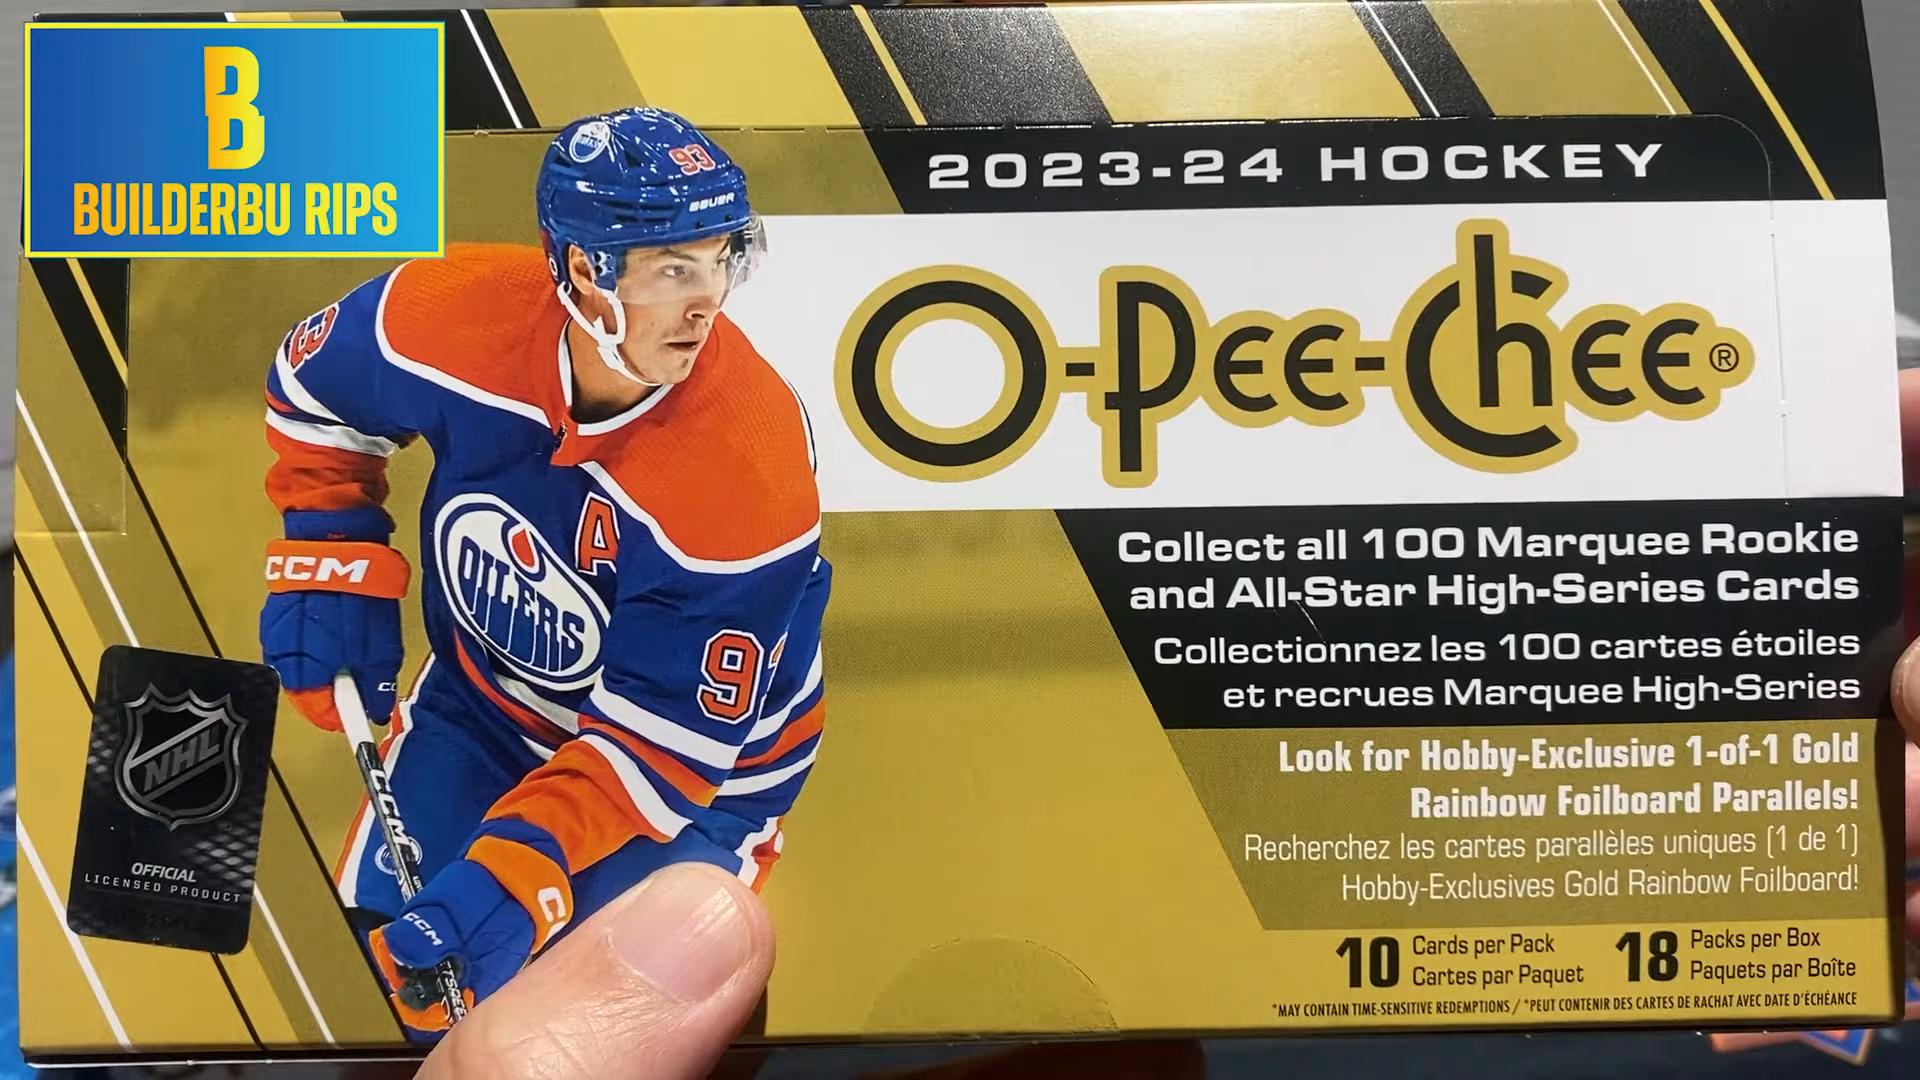 B
BUILDERBU RIPS
2023-24 HOCKEY
O-Pee-Chee®
Collect all 100 Marquee Rookie
and All-Star High-Series Cards
Collectionnez les 100 cartes étoiles
et recrues Marquee High-Series
Look for Hobby-Exclusive 1-of-1 Gold
Rainbow Foilboard Parallels!
Recherchez les cartes parallèles uniques (1 de 1)
Hobby-Exclusives Gold Rainbow Foilboard!
10 Cards per Pack
Cartes par Paquet
18 Packs per Box
Paquets par Boîte
*MAY CONTAIN TIME-SENSITIVE REDEMPTIONS / *PEUT CONTENIR DES CARTES DE RACHAT AVEC DATE D'ÉCHÉANCE
93
BAUER
A
OILERS
CCM
9
CCM
CCM
NHL
OFFICIAL
LICENSED PRODUCT